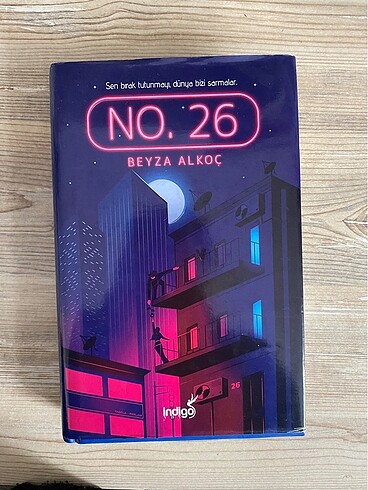 Sen bırak tutunmayı, dünya bizi sarmalar.
NO. 26
BEYZA ALKOÇ
26
indigo